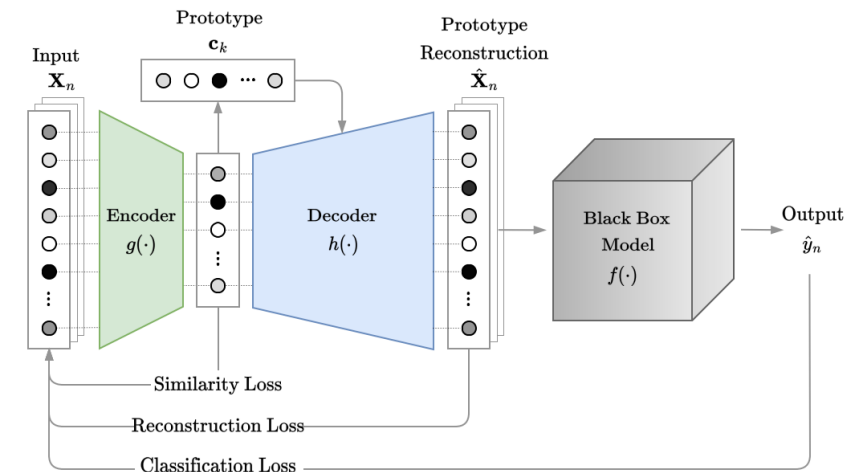 Prototype
c_k
Input
X_n
Prototype
Reconstruction
X̂_n
Encoder
g(·)
Decoder
h(·)
Black Box
Model
f(·)
Output
ŷ_n
Similarity Loss
Reconstruction Loss
Classification Loss